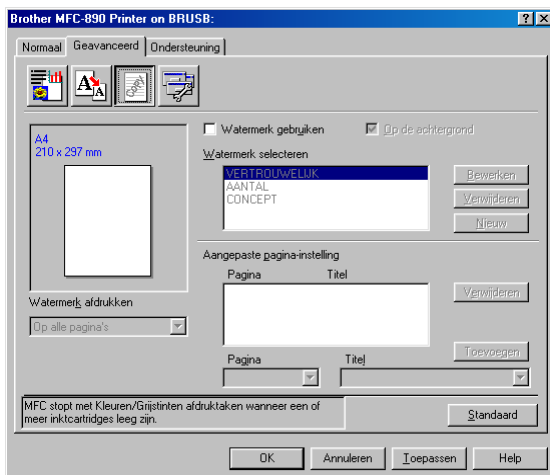 Brother MFC-890 Printer on BRUSB:
Normaal Geavanceerd Ondersteuning
A4
210 x 297 mm
Watermerk afdrukken
Op alle pagina's
Watermerk gebruiken Op de achtergrond
Watermerk selecteren
VERTROUWELIJK
AANTAL
CONCEPT
Bewerken
Verwijderen
Nieuw
Aangepaste pagina-instelling
Pagina Titel
Verwijderen
Toevoegen
Pagina Titel
MFC stopt met Kleuren/Grijstinten afdruktaken wanneer een of
meer inktcartridges leeg zijn.
Standaard
OK Annuleren Toepassen Help